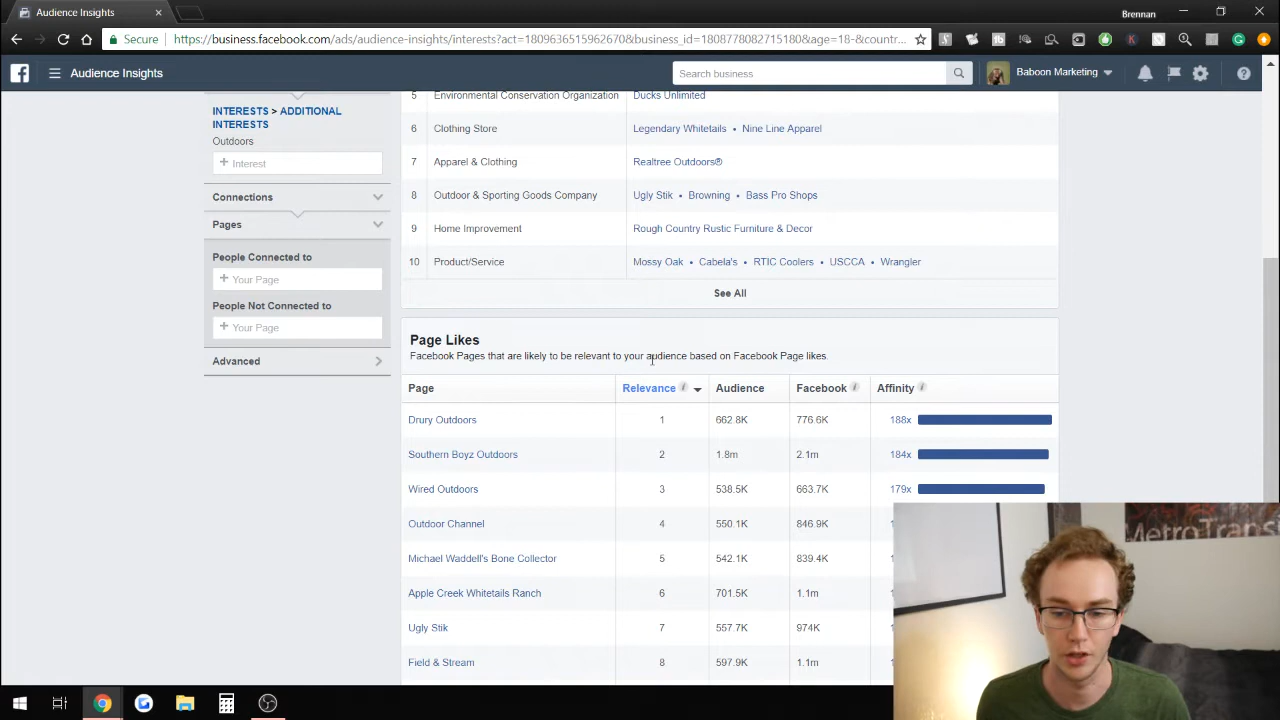 Audience Insights
Brennan
Secure
https://business.facebook.com/ads/audience-insights/interests?act=1809636515962670&business_id=1808778082715180&age=18-&countr...
Audience Insights
Search business
Baboon Marketing
INTERESTS > ADDITIONAL INTERESTS
Outdoors
+ Interest
Connections
Pages
People Connected to
+ Your Page
People Not Connected to
+ Your Page
Advanced
5 Environmental Conservation Organization Ducks Unlimited
6 Clothing Store Legendary Whitetails • Nine Line Apparel
7 Apparel & Clothing Realtree Outdoors®
8 Outdoor & Sporting Goods Company Ugly Stik • Browning • Bass Pro Shops
9 Home Improvement Rough Country Rustic Furniture & Decor
10 Product/Service Mossy Oak • Cabela's • RTIC Coolers • USCCA • Wrangler
See All
Page Likes
Facebook Pages that are likely to be relevant to your audience based on Facebook Page likes.
Page Relevance Audience Facebook Affinity
Drury Outdoors 1 662.8K 776.6K 188x
Southern Boyz Outdoors 2 1.8m 2.1m 184x
Wired Outdoors 3 538.5K 663.7K 179x
Outdoor Channel 4 550.1K 846.9K
Michael Waddell's Bone Collector 5 542.1K 839.4K
Apple Creek Whitetails Ranch 6 701.5K 1.1m
Ugly Stik 7 557.7K 974K
Field & Stream 8 597.9K 1.1m
MetroTransi